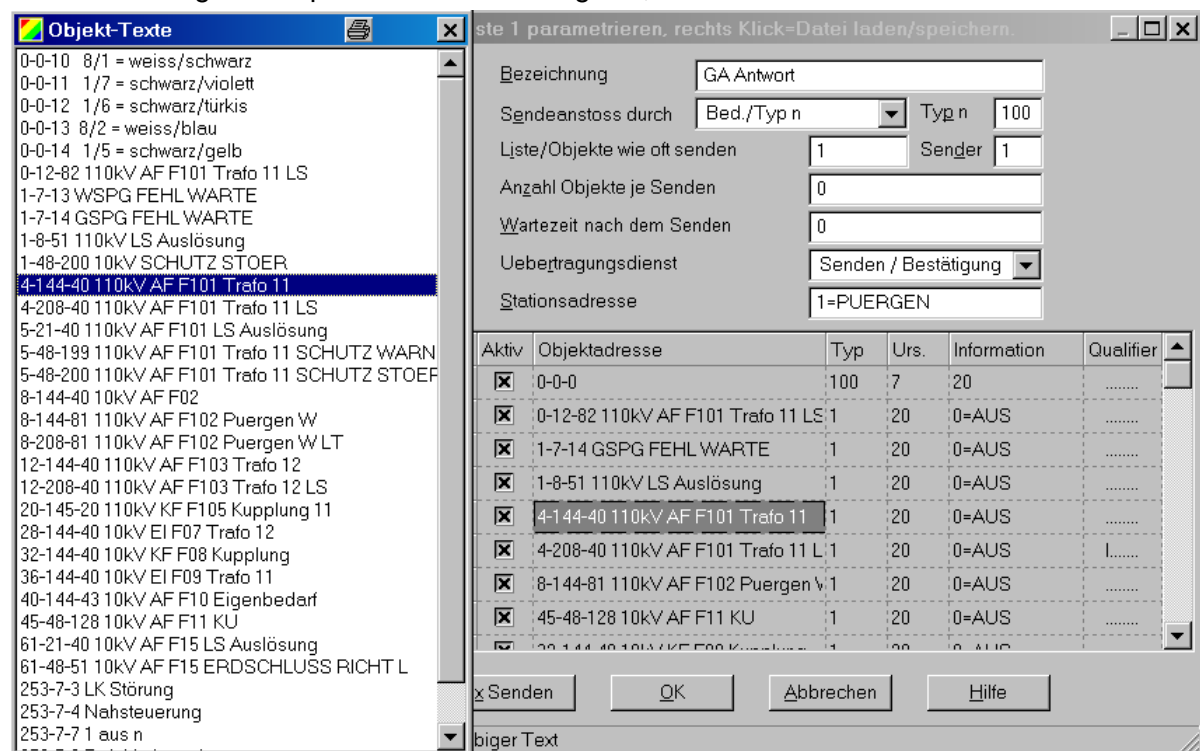 Objekt-Texte
0-0-10 8/1 = weiss/schwarz
0-0-11 1/7 = schwarz/violett
0-0-12 1/6 = schwarz/türkis
0-0-13 8/2 = weiss/blau
0-0-14 1/5 = schwarz/gelb
0-12-82 110kV AF F101 Trafo 11 LS
1-7-13 WSPG FEHL WARTE
1-7-14 GSPG FEHL WARTE
1-8-51 110kV LS Auslösung
1-48-200 10kV SCHUTZ STOER
4-144-40 110kV AF F101 Trafo 11
4-208-40 110kV AF F101 Trafo 11 LS
5-21-40 110kV AF F101 LS Auslösung
5-48-199 110kV AF F101 Trafo 11 SCHUTZ WARN
5-48-200 110kV AF F101 Trafo 11 SCHUTZ STOER
8-144-40 10kV AF F02
8-144-81 110kV AF F102 Puergen W
8-208-81 110kV AF F102 Puergen W LT
12-144-40 110kV AF F103 Trafo 12
12-208-40 110kV AF F103 Trafo 12 LS
20-145-20 110kV KF F105 Kupplung 11
28-144-40 10kV EI F07 Trafo 12
32-144-40 10kV KF F08 Kupplung
36-144-40 10kV EI F09 Trafo 11
40-144-43 10kV AF F10 Eigenbedarf
45-48-128 10kV AF F11 KU
61-21-40 10kV AF F15 LS Auslösung
61-48-51 10kV AF F15 ERDSCHLUSS RICHT L
253-7-3 LK Störung
253-7-4 Nahsteuerung
253-7-7 1 aus n
ste 1 parametrieren, rechts Klick=Datei laden/speichern.
Bezeichnung GA Antwort
Sendeanstoss durch Bed./Typ n Typ n 100
Liste/Objekte wie oft senden 1 Sender 1
Anzahl Objekte je Senden 0
Wartezeit nach dem Senden 0
Uebertragungsdienst Senden / Bestätigung
Stationsadresse 1=PUERGEN
Aktiv Objektadresse Typ Urs. Information Qualifier
0-0-0 100 7 20 ........
0-12-82 110kV AF F101 Trafo 11 LS 1 20 0=AUS ........
1-7-14 GSPG FEHL WARTE 1 20 0=AUS ........
1-8-51 110kV LS Auslösung 1 20 0=AUS ........
4-144-40 110kV AF F101 Trafo 11 1 20 0=AUS ........
4-208-40 110kV AF F101 Trafo 11 L 1 20 0=AUS I.......
8-144-81 110kV AF F102 Puergen 1 20 0=AUS ........
45-48-128 10kV AF F11 KU 1 20 0=AUS ........
x Senden OK Abbrechen Hilfe
biger Text